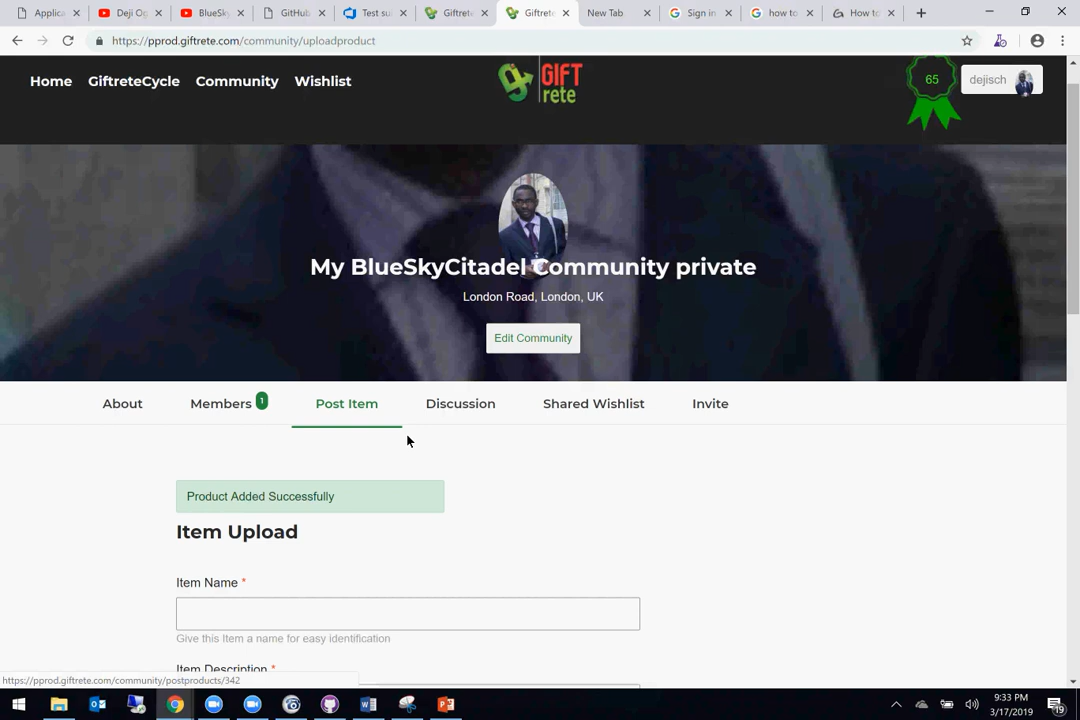 Applica
Deji Og
BlueSky
GitHub
Test sui
Giftrete
Giftrete
New Tab
Sign in
how to
How to
https://pprod.giftrete.com/community/uploadproduct
Home GiftreteCycle Community Wishlist
GIFT
rete
65
dejisch
My BlueSkyCitadel Community private
London Road, London, UK
Edit Community
About Members 1 Post Item Discussion Shared Wishlist Invite
Product Added Successfully
Item Upload
Item Name *
Give this Item a name for easy identification
Item Description *
https://pprod.giftrete.com/community/postproducts/342
9:33 PM
3/17/2019
19